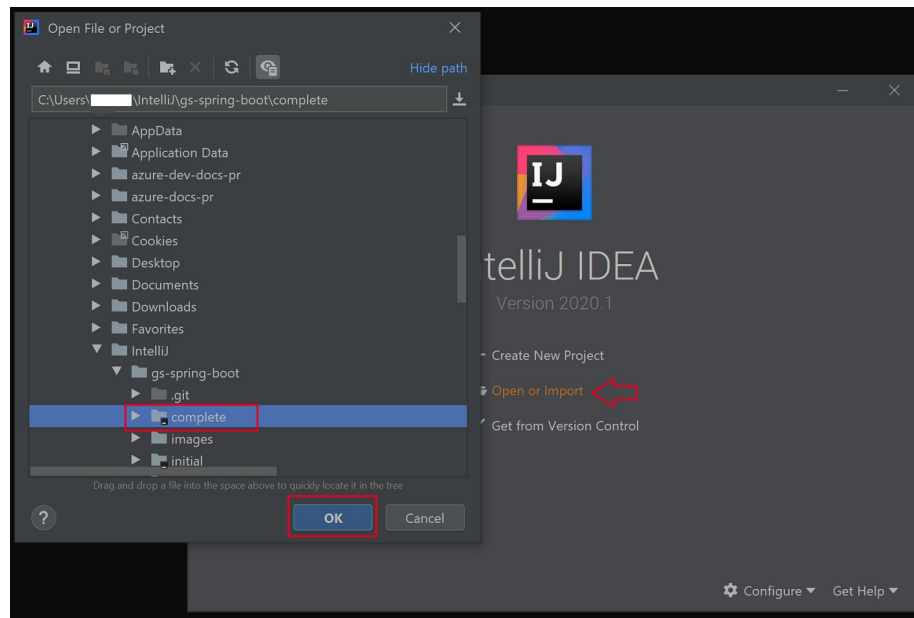 Open File or Project
Hide path
C:\Users\ \IntelliJ\gs-spring-boot\complete
AppData
Application Data
azure-dev-docs-pr
azure-docs-pr
Contacts
Cookies
Desktop
Documents
Downloads
Favorites
IntelliJ
gs-spring-boot
.git
complete
images
initial
Drag and drop a file into the space above to quickly locate it in the tree
?
OK
Cancel
IJ
telliJ IDEA
Version 2020.1
Create New Project
Open or Import
Get from Version Control
Configure
Get Help